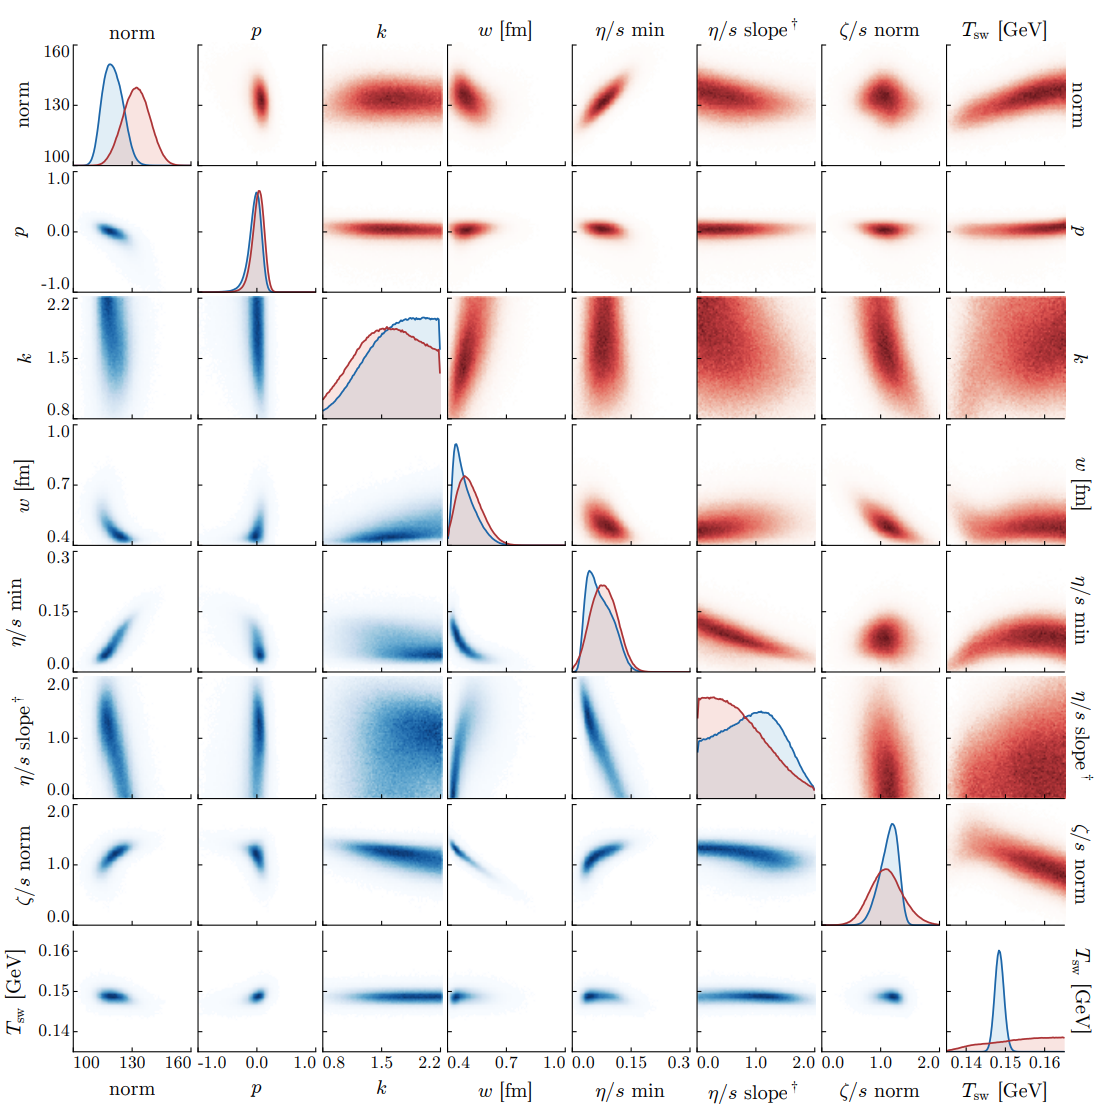 norm p k w [fm] η/s min η/s slope† ζ/s norm Tsw [GeV]
norm 160 130 100 norm
p 1.0 0.0 -1.0 p
k 2.2 1.5 0.8 k
w [fm] 1.0 0.7 0.4 w [fm]
η/s min 0.3 0.15 0.0 η/s min
η/s slope† 2.0 1.0 0.0 η/s slope†
ζ/s norm 2.0 1.0 0.0 ζ/s norm
Tsw [GeV] 0.16 0.15 0.14 Tsw [GeV]
100 130 160 -1.0 0.0 1.0 0.8 1.5 2.2 0.4 0.7 1.0 0.0 0.15 0.3 0.0 1.0 2.0 0.0 1.0 2.0 0.14 0.15 0.16
norm p k w [fm] η/s min η/s slope† ζ/s norm Tsw [GeV]